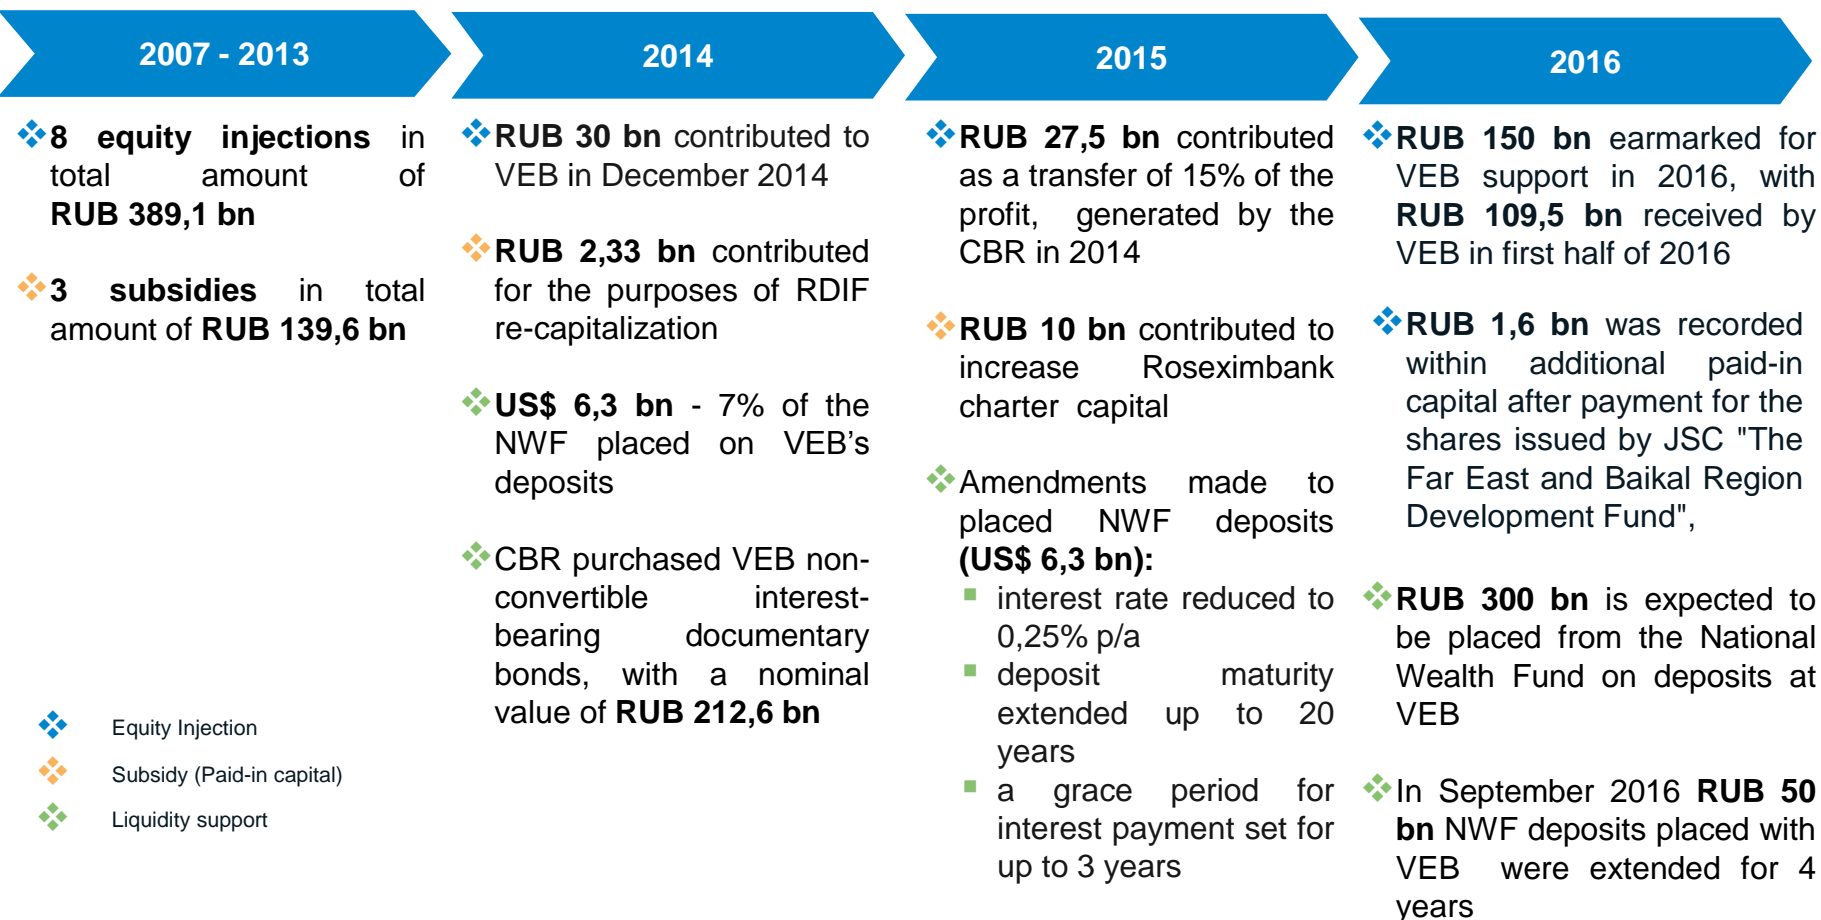 2007 - 2013
8 equity injections in
total amount of
RUB 389,1 bn
3 subsidies in total
amount of RUB 139,6 bn
Equity Injection
Subsidy (Paid-in capital)
Liquidity support
2014
RUB 30 bn contributed to
VEB in December 2014
RUB 2,33 bn contributed
for the purposes of RDIF
re-capitalization
US$ 6,3 bn - 7% of the
NWF placed on VEB’s
deposits
CBR purchased VEB non-
convertible interest-
bearing documentary
bonds, with a nominal
value of RUB 212,6 bn
2015
RUB 27,5 bn contributed
as a transfer of 15% of the
profit, generated by the
CBR in 2014
RUB 10 bn contributed to
increase Roseximbank
charter capital
Amendments made to
placed NWF deposits
(US$ 6,3 bn):
interest rate reduced to
0,25% p/a
deposit maturity
extended up to 20
years
a grace period for
interest payment set for
up to 3 years
2016
RUB 150 bn earmarked for
VEB support in 2016, with
RUB 109,5 bn received by
VEB in first half of 2016
RUB 1,6 bn was recorded
within additional paid-in
capital after payment for the
shares issued by JSC "The
Far East and Baikal Region
Development Fund",
RUB 300 bn is expected to
be placed from the National
Wealth Fund on deposits at
VEB
In September 2016 RUB 50
bn NWF deposits placed with
VEB were extended for 4
years